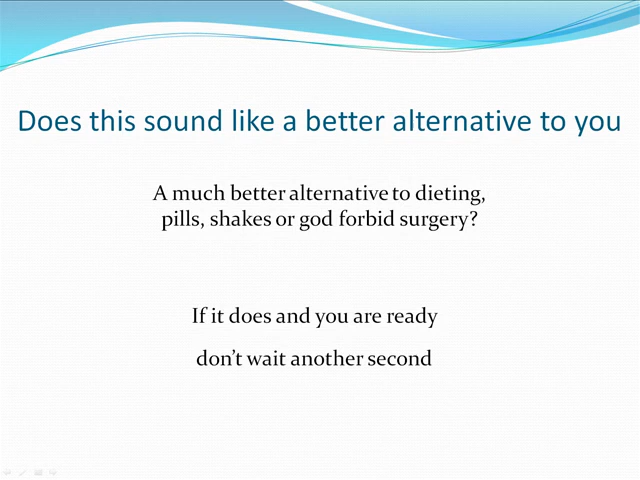 Does this sound like a better alternative to you
A much better alternative to dieting,
pills, shakes or god forbid surgery?
If it does and you are ready
don't wait another second